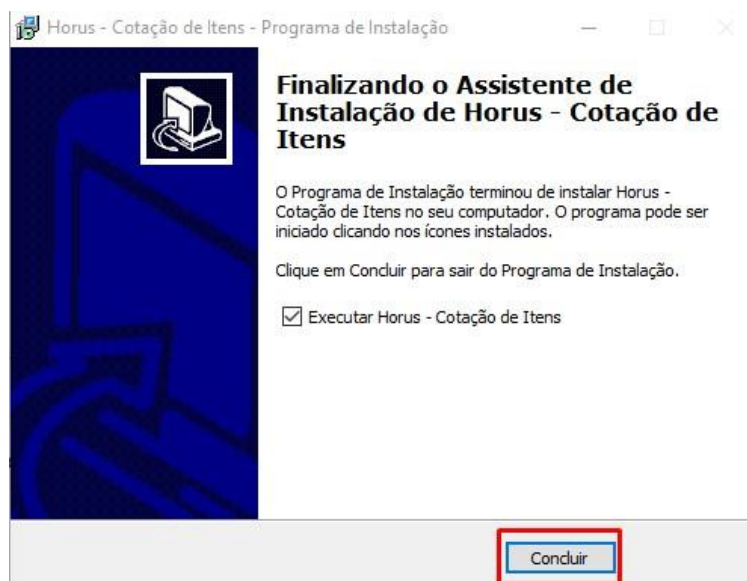 Horus - Cotação de Itens - Programa de Instalação
Finalizando o Assistente de
Instalação de Horus - Cotação de
Itens
O Programa de Instalação terminou de instalar Horus -
Cotação de Itens no seu computador. O programa pode ser
iniciado clicando nos ícones instalados.
Clique em Concluir para sair do Programa de Instalação.
Executar Horus - Cotação de Itens
Concluir